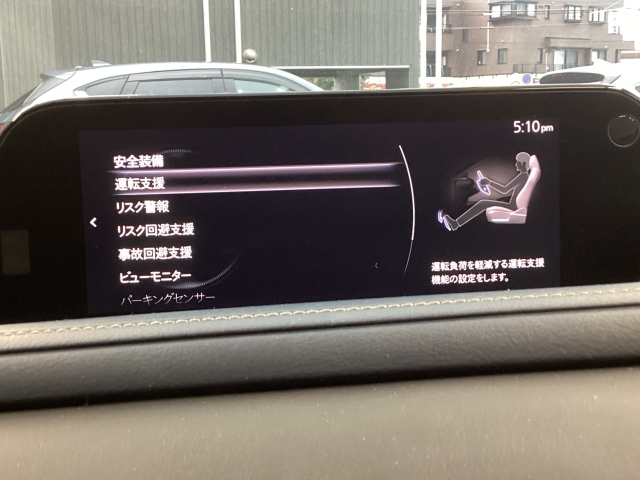 5:10pm
安全装備
運転支援
リスク警報
リスク回避支援
事故回避支援
ビューモニター
パーキングセンサー
運転負荷を軽減する運転支援
機能の設定をします。